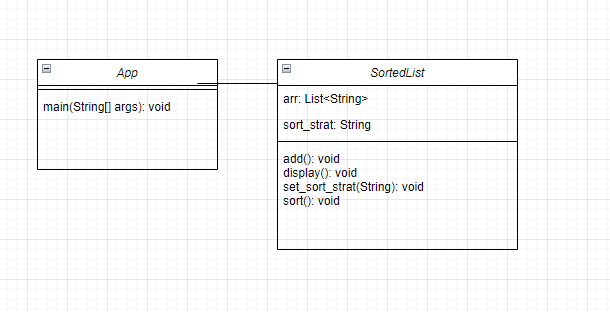 App
main(String[] args): void
SortedList
arr: List<String>
sort_strat: String
add(): void
display(): void
set_sort_strat(String): void
sort(): void